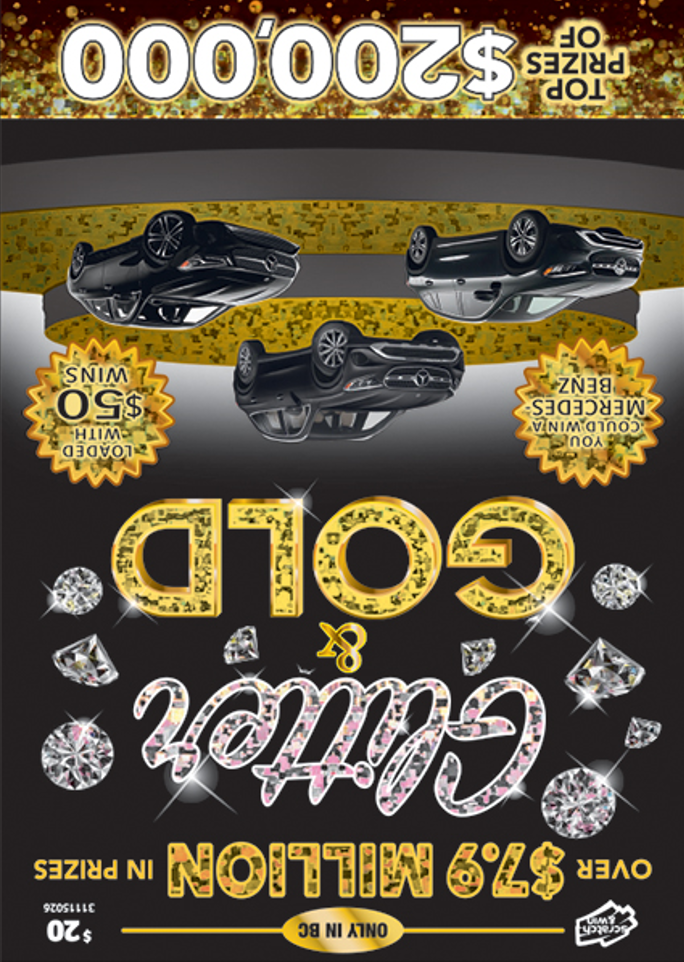 Scratch
&Win
ONLY IN BC
$20
31115026
OVER $7.9 MILLION IN PRIZES
Glitter
&
GOLD
YOU
COULD WIN A
MERCEDES-
BENZ
LOADED
WITH
$50
WINS
TOP
PRIZES
OF
$200,000